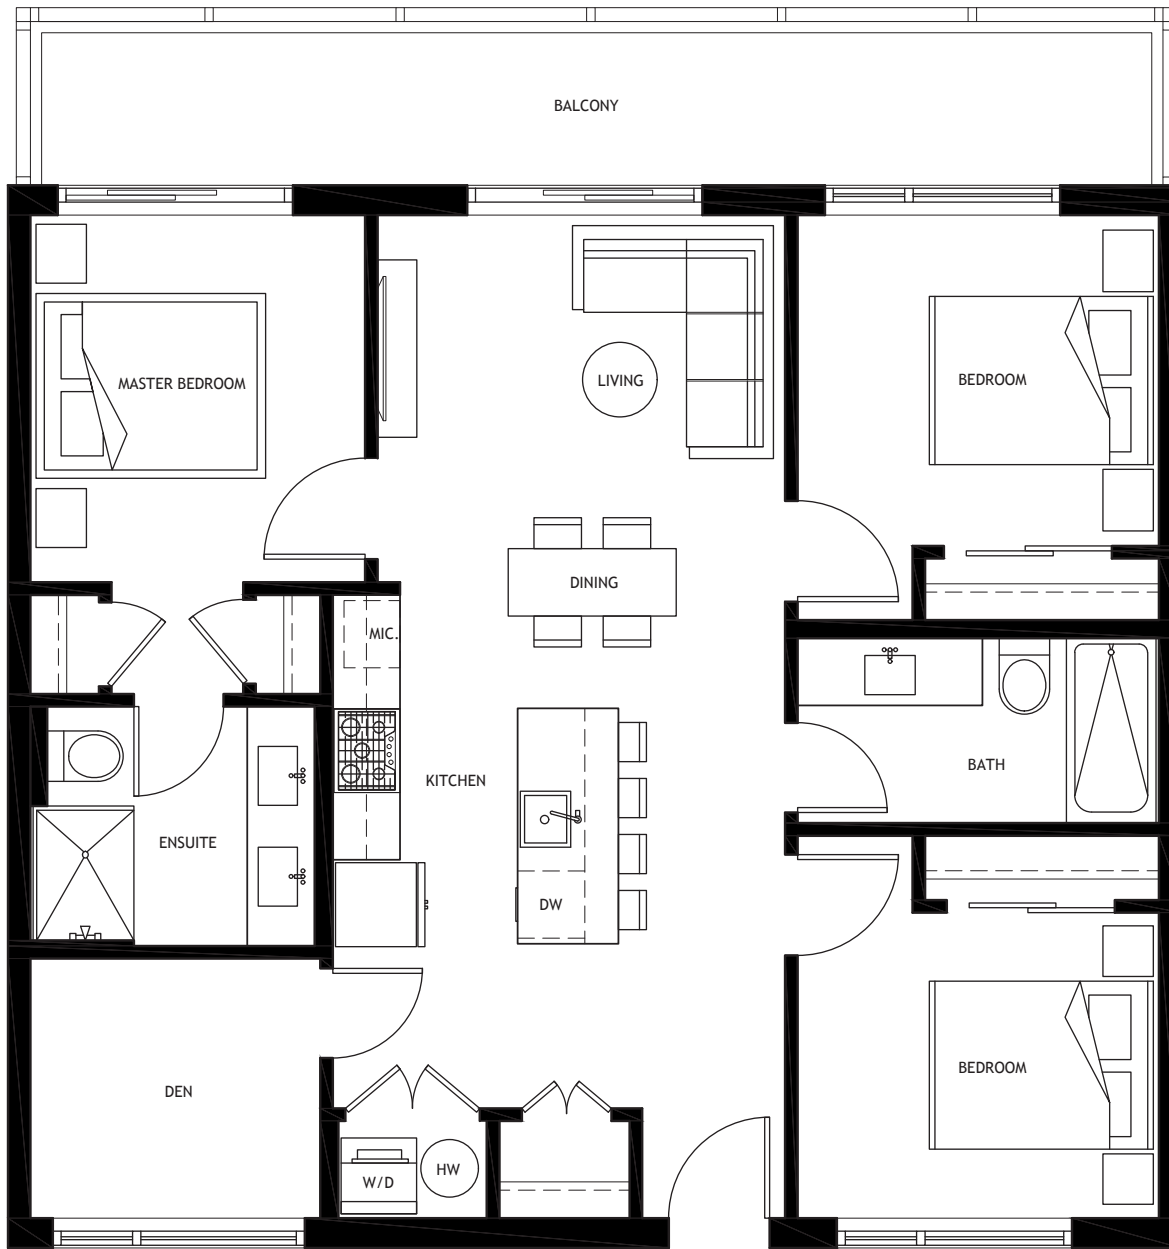 BALCONY
MASTER BEDROOM
LIVING
BEDROOM
DINING
MIC.
KITCHEN
BATH
ENSUITE
DW
DEN
BEDROOM
W/D
HW